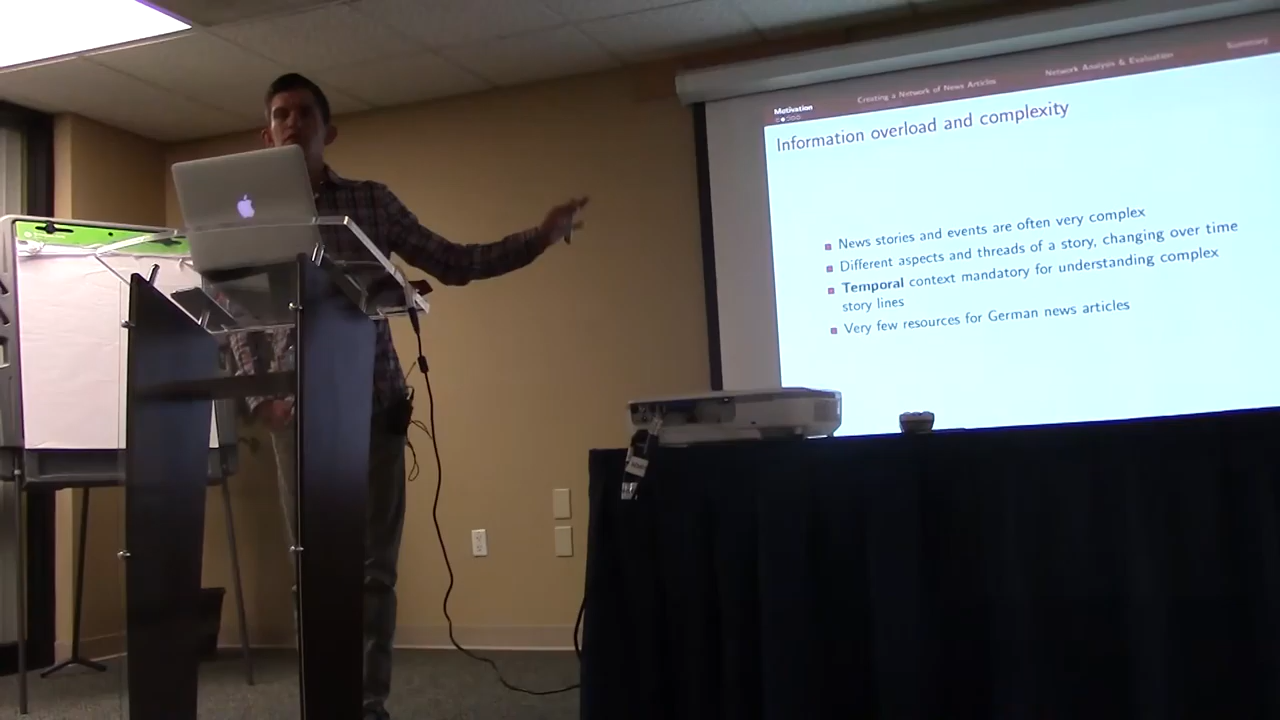 Motivation
Creating a Network of News Articles
Network Analysis & Evaluation
Summary
Information overload and complexity
News stories and events are often very complex
Different aspects and threads of a story, changing over time
Temporal context mandatory for understanding complex
story lines
Very few resources for German news articles